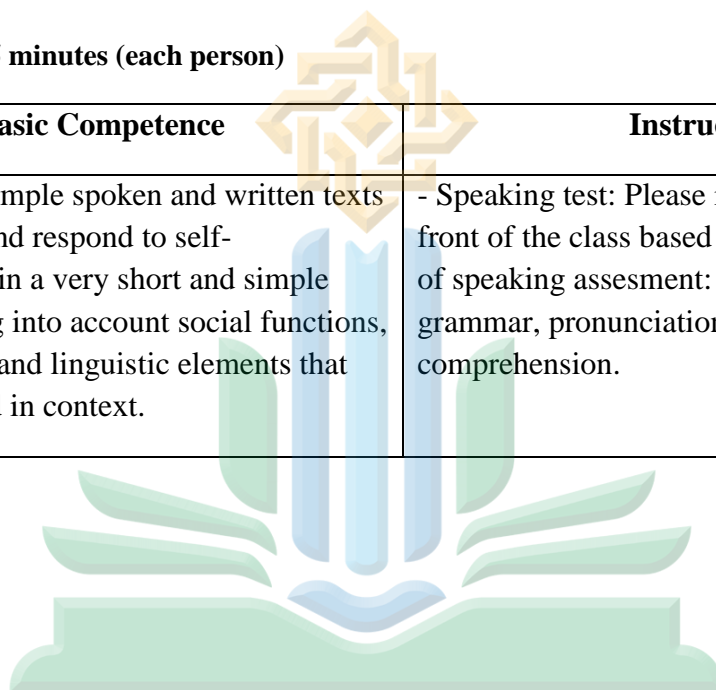 minutes (each person)
asic Competence
Instru
mple spoken and written texts
nd respond to self-
in a very short and simple
g into account social functions,
and linguistic elements that
in context.
- Speaking test: Please
front of the class based
of speaking assesment:
grammar, pronunciation
comprehension.